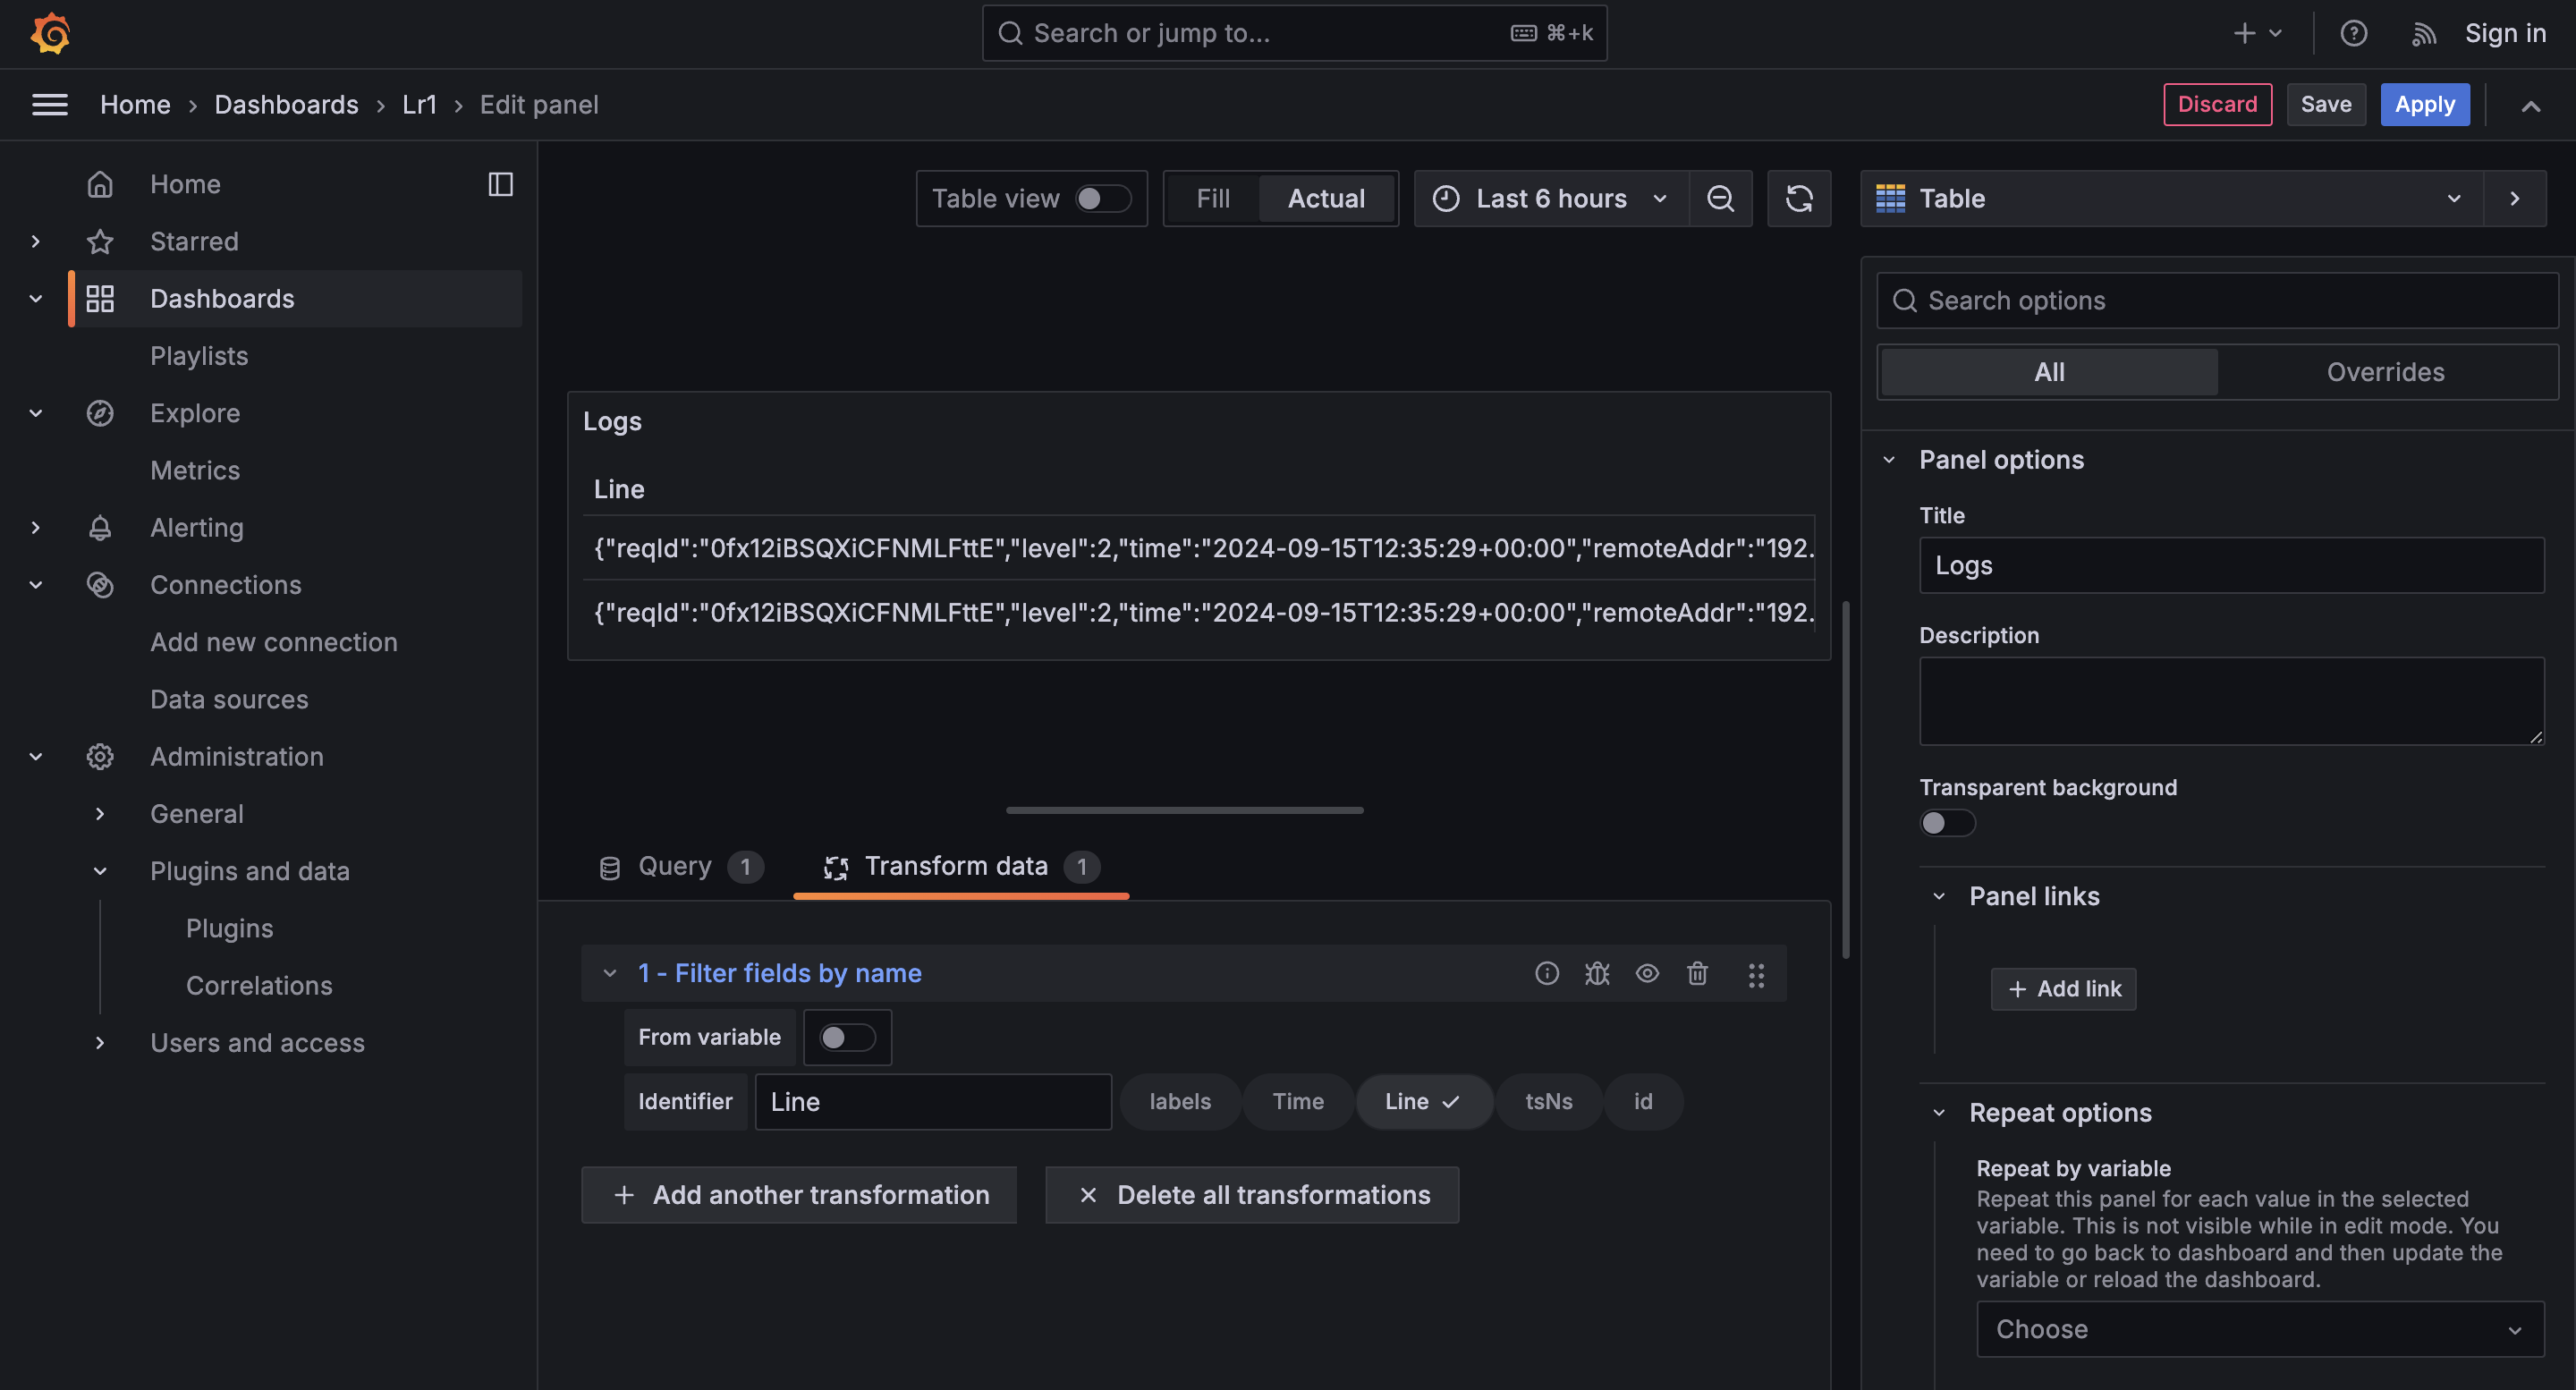 Search or jump to...
⌘+k
Sign in
Home › Dashboards › Lr1 › Edit panel
Discard
Save
Apply
Home
Starred
Dashboards
Playlists
Explore
Metrics
Alerting
Connections
Add new connection
Data sources
Administration
General
Plugins and data
Plugins
Correlations
Users and access
Table view
Fill
Actual
Last 6 hours
Logs
Line
{"reqId":"0fx12iBSQXiCFNMLFttE","level":2,"time":"2024-09-15T12:35:29+00:00","remoteAddr":"192.
{"reqId":"0fx12iBSQXiCFNMLFttE","level":2,"time":"2024-09-15T12:35:29+00:00","remoteAddr":"192.
Query 1
Transform data 1
1 - Filter fields by name
From variable
Identifier
Line
labels
Time
Line
tsNs
id
Add another transformation
Delete all transformations
Table
Search options
All
Overrides
Panel options
Title
Logs
Description
Transparent background
Panel links
Add link
Repeat options
Repeat by variable
Repeat this panel for each value in the selected
variable. This is not visible while in edit mode. You
need to go back to dashboard and then update the
variable or reload the dashboard.
Choose